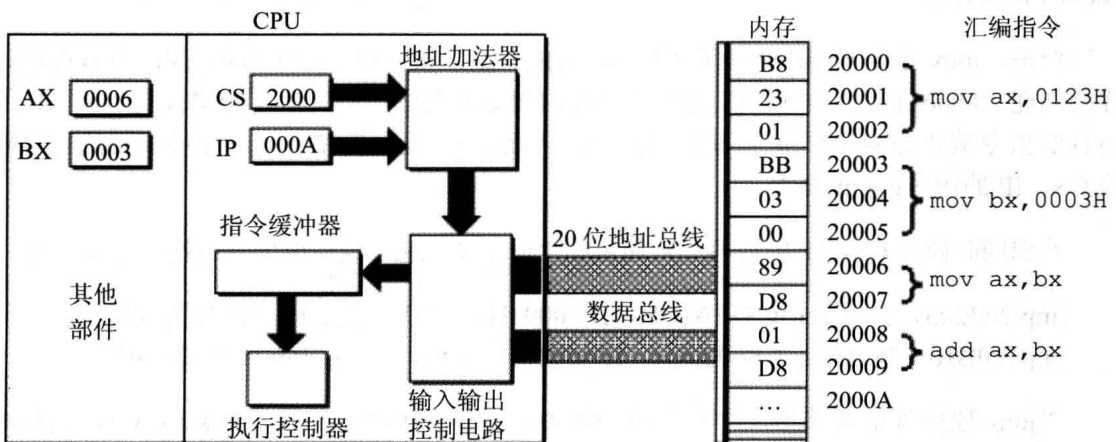 CPU
内存
汇编指令
地址加法器
AX 0006
BX 0003
CS 2000
IP 000A
指令缓冲器
其他
部件
执行控制器
输入输出
控制电路
20 位地址总线
数据总线
B8 20000
23 20001
01 20002
mov ax,0123H
BB 20003
03 20004
00 20005
mov bx,0003H
89 20006
D8 20007
mov ax,bx
01 20008
D8 20009
add ax,bx
… 2000A